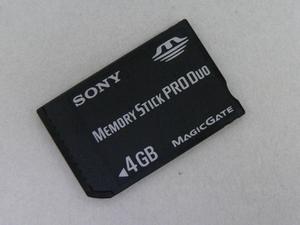 SONY
MEMORY STICK PRO DUO
4GB
MAGICGATE